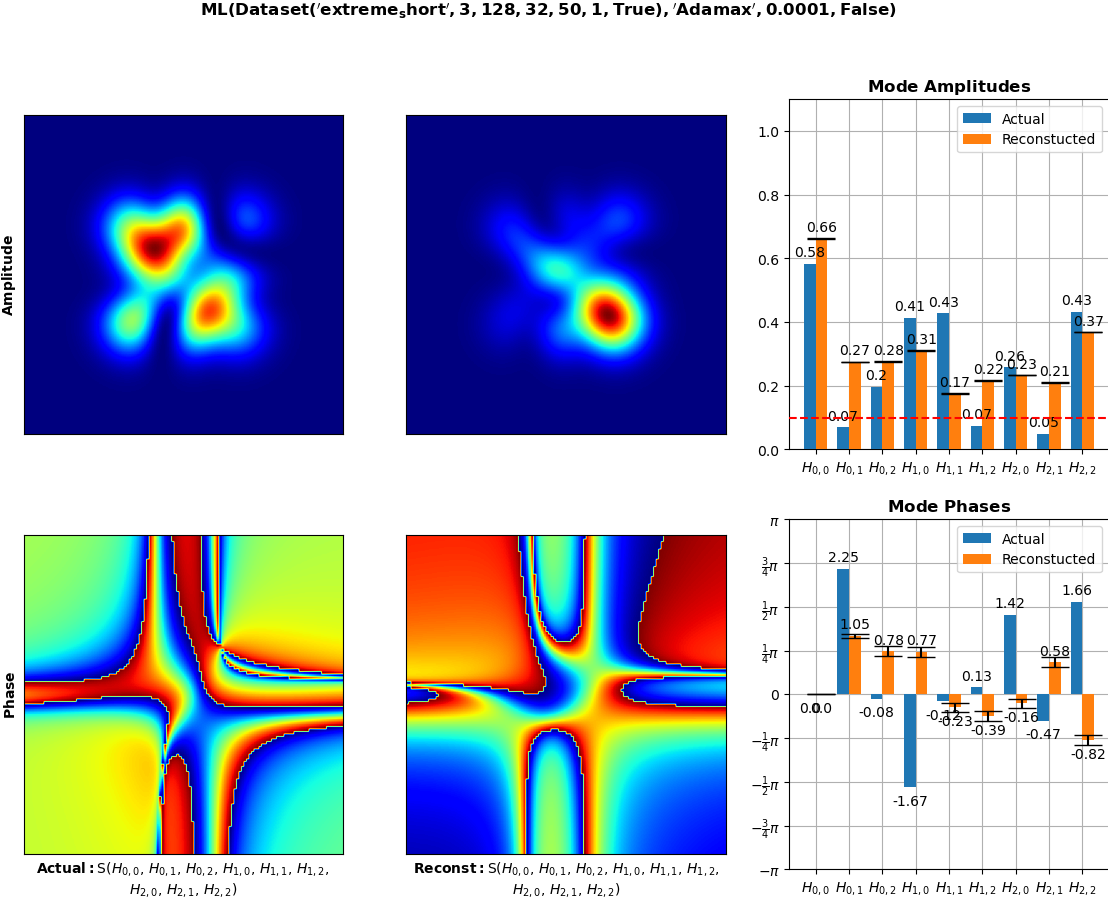 ML(Dataset('extreme_short', 3, 128, 32, 50, 1, True), 'Adamax', 0.0001, False)
Amplitude
Mode Amplitudes
Actual
Reconstucted
1.0
0.8
0.6
0.4
0.2
0.0
0.58 0.66
0.07 0.27
0.2 0.28
0.41 0.31
0.43 0.17
0.07 0.22
0.26 0.23
0.05 0.21
0.43 0.37
H0,0 H0,1 H0,2 H1,0 H1,1 H1,2 H2,0 H2,1 H2,2
Phase
Actual: S(H0,0, H0,1, H0,2, H1,0, H1,1, H1,2,
H2,0, H2,1, H2,2)
Reconst: S(H0,0, H0,1, H0,2, H1,0, H1,1, H1,2,
H2,0, H2,1, H2,2)
Mode Phases
Actual
Reconstucted
π
3/4π
1/2π
1/4π
0
−1/4π
−1/2π
−3/4π
−π
0.0 0.0
2.25 1.05
-0.08 0.78
-1.67 0.77
-0.12 -0.23
0.13 -0.39
1.42 -0.16
-0.47 0.58
1.66 -0.82
H0,0 H0,1 H0,2 H1,0 H1,1 H1,2 H2,0 H2,1 H2,2